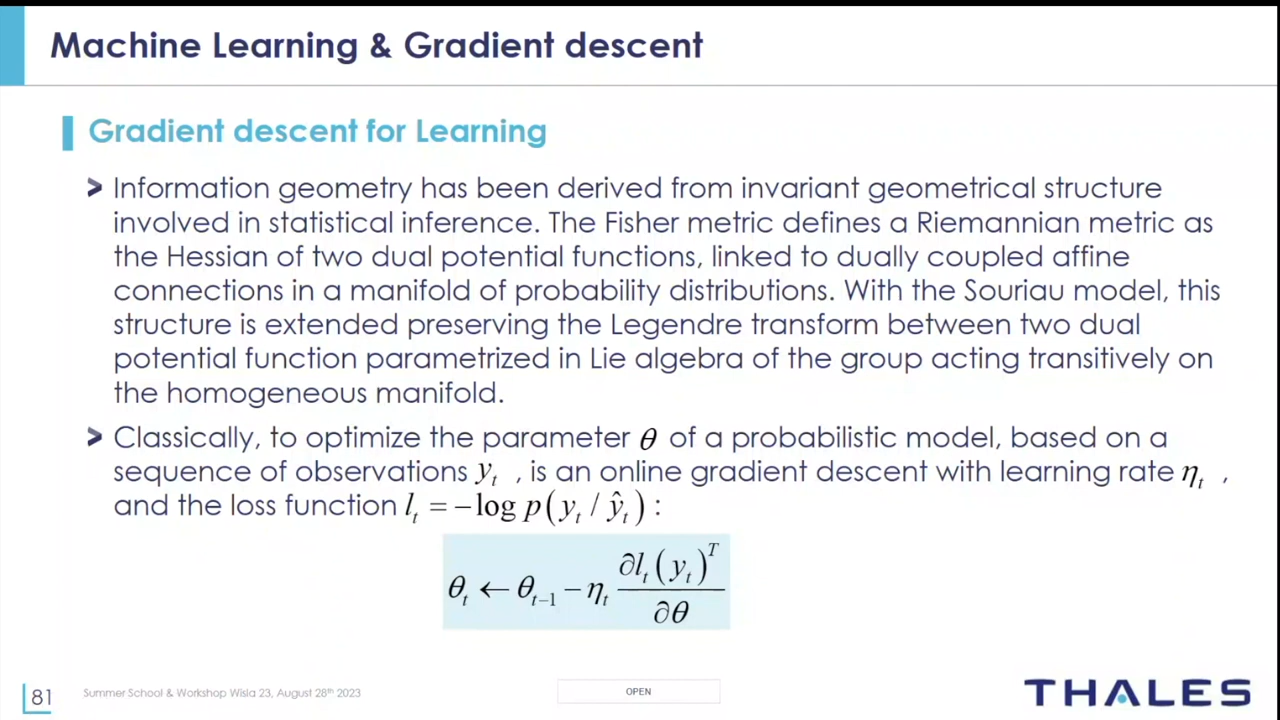 Machine Learning & Gradient descent
Gradient descent for Learning
> Information geometry has been derived from invariant geometrical structure
involved in statistical inference. The Fisher metric defines a Riemannian metric as
the Hessian of two dual potential functions, linked to dually coupled affine
connections in a manifold of probability distributions. With the Souriau model, this
structure is extended preserving the Legendre transform between two dual
potential function parametrized in Lie algebra of the group acting transitively on
the homogeneous manifold.
> Classically, to optimize the parameter θ of a probabilistic model, based on a
sequence of observations y_t , is an online gradient descent with learning rate η_t ,
and the loss function l_t = −log p(y_t / ŷ_t) :
θ_t ← θ_{t−1} − η_t ∂l_t(y_t)^T / ∂θ
81
Summer School & Workshop Wisla 23, August 28th 2023
OPEN
THALES